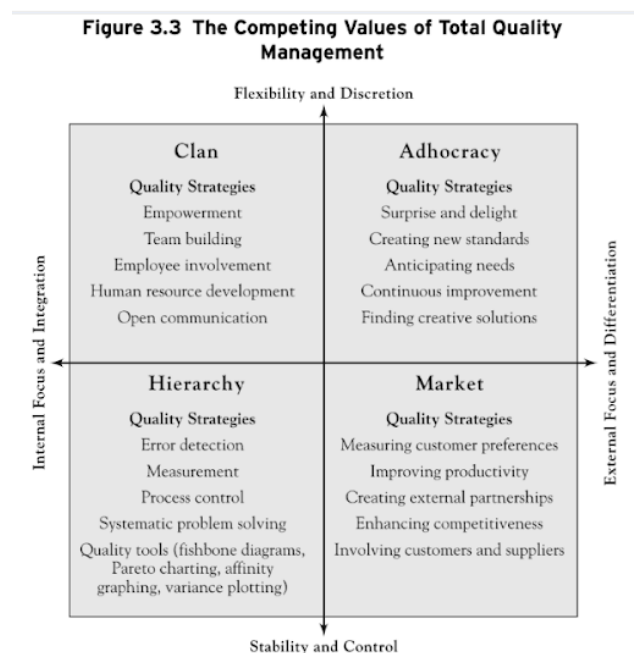 Figure 3.3 The Competing Values of Total Quality
Management
Flexibility and Discretion
Clan
Quality Strategies
Empowerment
Team building
Employee involvement
Human resource development
Open communication
Adhocracy
Quality Strategies
Surprise and delight
Creating new standards
Anticipating needs
Continuous improvement
Finding creative solutions
Internal Focus and Integration
External Focus and Differentiation
Hierarchy
Quality Strategies
Error detection
Measurement
Process control
Systematic problem solving
Quality tools (fishbone diagrams,
Pareto charting, affinity
graphing, variance plotting)
Market
Quality Strategies
Measuring customer preferences
Improving productivity
Creating external partnerships
Enhancing competitiveness
Involving customers and suppliers
Stability and Control